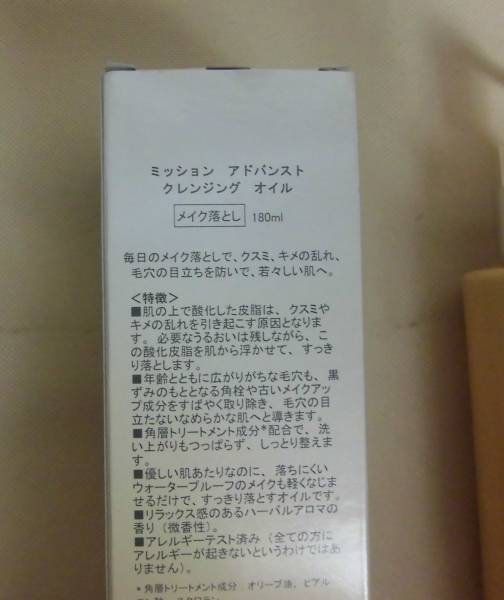 ミッション アドバンスト
クレンジング オイル
メイク落とし 180ml
毎日のメイク落としで、クスミ、キメの乱れ、
毛穴の目立ちを防いで、若々しい肌へ。
<特徴>
■肌の上で酸化した皮脂は、クスミや
キメの乱れを引き起こす原因となりま
す。必要なうるおいは残しながら、こ
の酸化皮脂を肌から浮かせて、すっき
り落とします。
■年齢とともに広がりがちな毛穴も、黒
ずみのもととなる角栓や古いメイクアッ
プ成分をすばやく取り除き、毛穴の目
立たないなめらかな肌へと導きます。
■角層トリートメント成分*配合で、洗
い上がりもつっぱらず、しっとり整えま
す。
■優しい肌あたりなのに、落ちにくい
ウォータープルーフのメイクも軽くなじま
せるだけで、すっきり落とすオイルです。
■リラックス感のあるハーバルアロマの
香り（微香性）。
■アレルギーテスト済み（全ての方に
アレルギーが起きないというわけではあ
りません）。
*角層トリートメント成分：オリーブ油、ヒアル